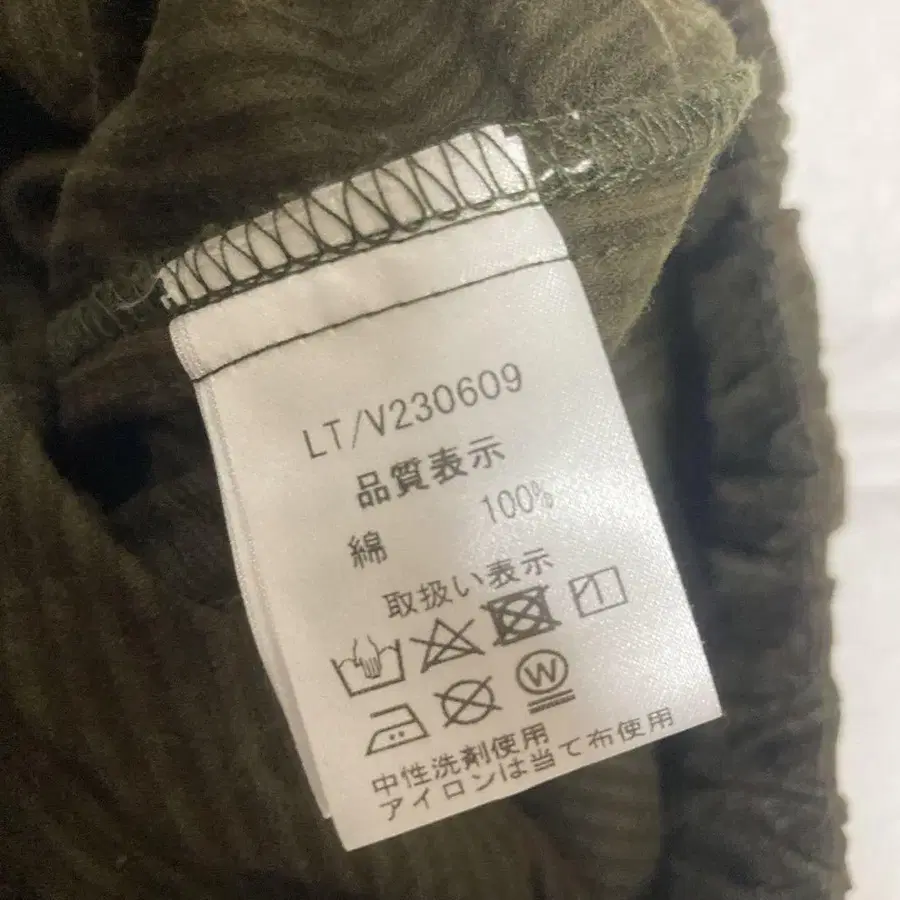 LT/V230609
品質表示
綿 100%
取扱い表示
W
中性洗剤使用
アイロンは当て布使用